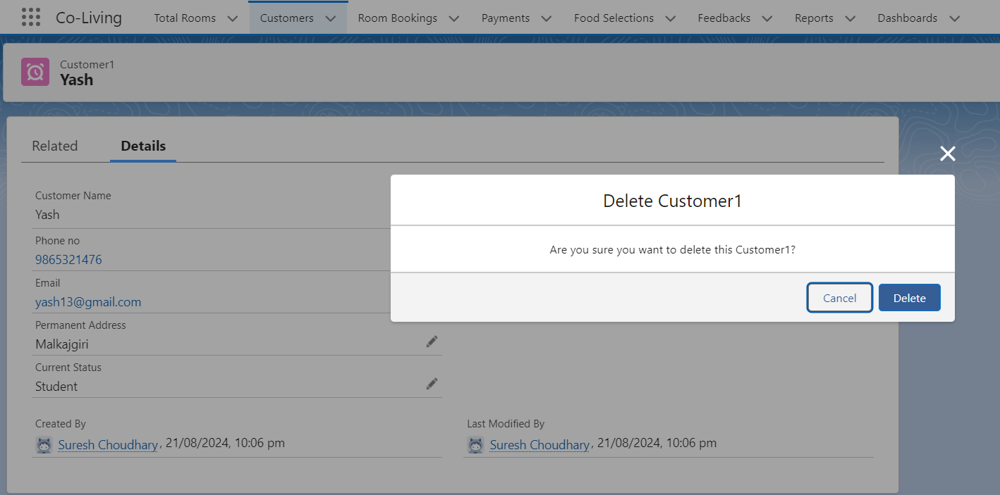 Co-Living Total Rooms Customers Room Bookings Payments Food Selections Feedbacks Reports Dashboards
Customer1
Yash
Related Details
Customer Name
Yash
Phone no
9865321476
Email
yash13@gmail.com
Permanent Address
Malkajgiri
Current Status
Student
Created By
Suresh Choudhary, 21/08/2024, 10:06 pm
Last Modified By
Suresh Choudhary, 21/08/2024, 10:06 pm
Delete Customer1
Are you sure you want to delete this Customer1?
Cancel Delete